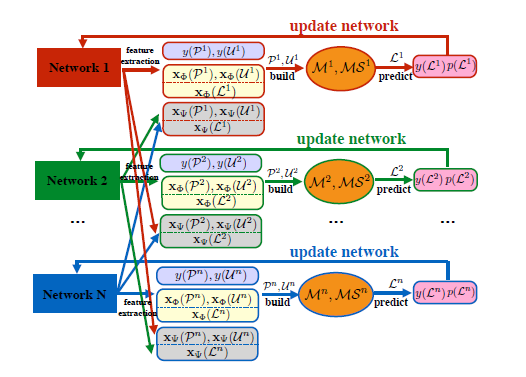 update network
Network 1
feature
extraction
y(𝒫¹), y(𝒰¹)
x_Φ(𝒫¹), x_Φ(𝒰¹)
x_Φ(ℒ¹)
x_Ψ(𝒫¹), x_Ψ(𝒰¹)
x_Ψ(ℒ¹)
𝒫¹,𝒰¹
build
ℳ¹, ℳ𝒮¹
ℒ¹
predict
y(ℒ¹) p(ℒ¹)
update network
Network 2
feature
extraction
y(𝒫²), y(𝒰²)
x_Φ(𝒫²), x_Φ(𝒰²)
x_Φ(ℒ²)
x_Ψ(𝒫²), x_Ψ(𝒰²)
x_Ψ(ℒ²)
𝒫²,𝒰²
build
ℳ², ℳ𝒮²
ℒ²
predict
y(ℒ²) p(ℒ²)
...
...
...
update network
Network N
feature
extraction
y(𝒫ⁿ), y(𝒰ⁿ)
x_Φ(𝒫ⁿ), x_Φ(𝒰ⁿ)
x_Φ(ℒⁿ)
x_Ψ(𝒫ⁿ), x_Ψ(𝒰ⁿ)
x_Ψ(ℒⁿ)
𝒫ⁿ,𝒰ⁿ
build
ℳⁿ, ℳ𝒮ⁿ
ℒⁿ
predict
y(ℒⁿ) p(ℒⁿ)